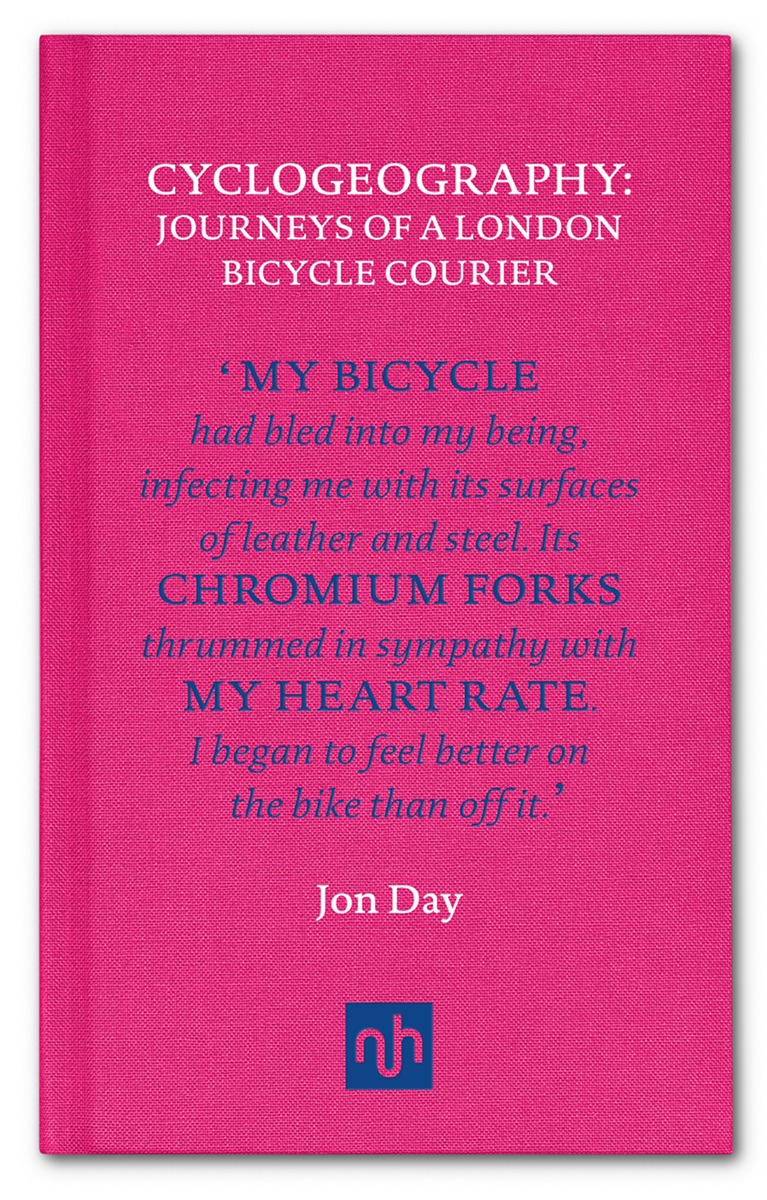 CYCLOGEOGRAPHY:
JOURNEYS OF A LONDON
BICYCLE COURIER
‘MY BICYCLE
had bled into my being,
infecting me with its surfaces
of leather and steel. Its
CHROMIUM FORKS
thrummed in sympathy with
MY HEART RATE.
I began to feel better on
the bike than off it.’
Jon Day
nh